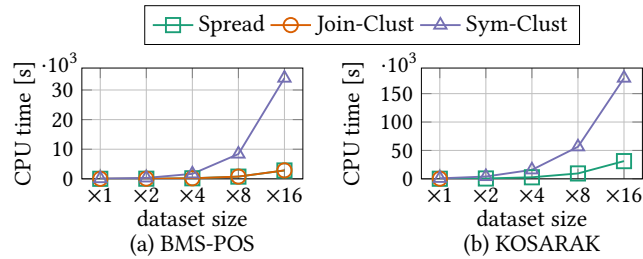 Spread Join-Clust Sym-Clust
·10³ ·10³
CPU time [s] 30 20 10 0
×1 ×2 ×4 ×8 ×16
dataset size
(a) BMS-POS
CPU time [s] 150 100 50 0
×1 ×2 ×4 ×8 ×16
dataset size
(b) KOSARAK